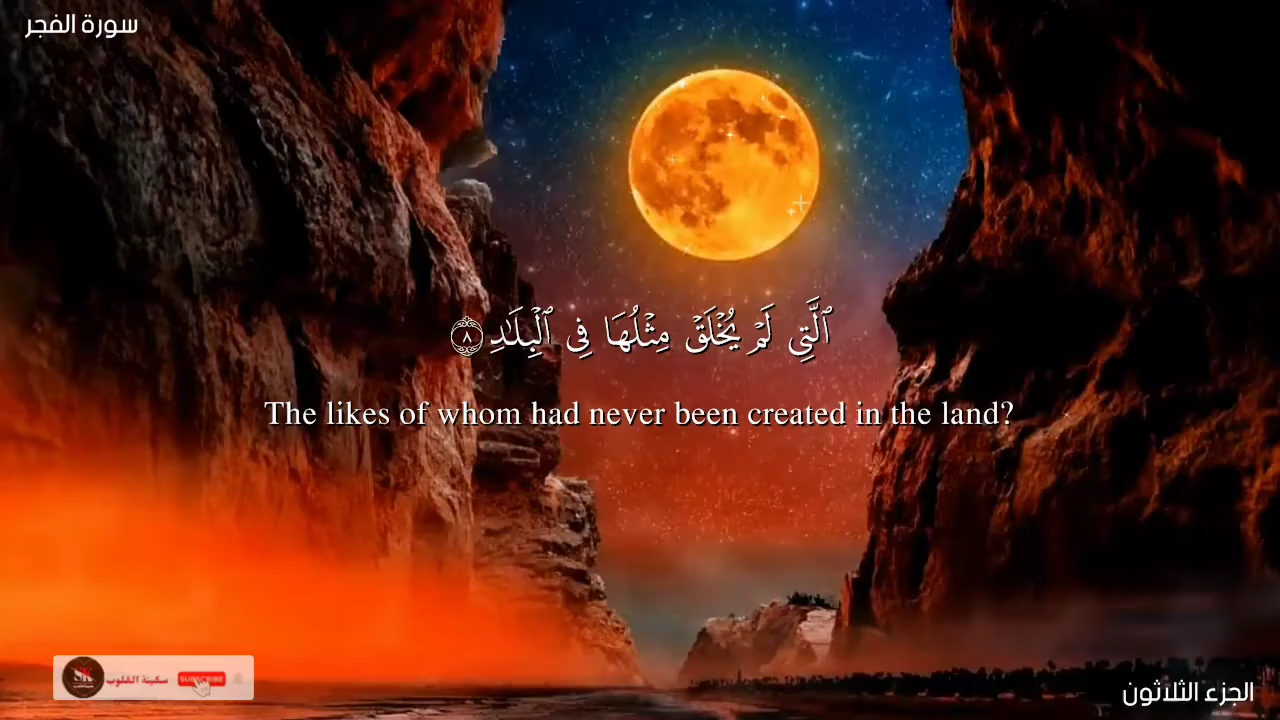 سورة الفجر
ٱلَّتِي لَمْ يُخْلَقْ مِثْلُهَا فِي ٱلْبِلَـٰدِ ٨
The likes of whom had never been created in the land?
SK سكينة القلوب SUBSCRIBE
الجزء الثلاثون